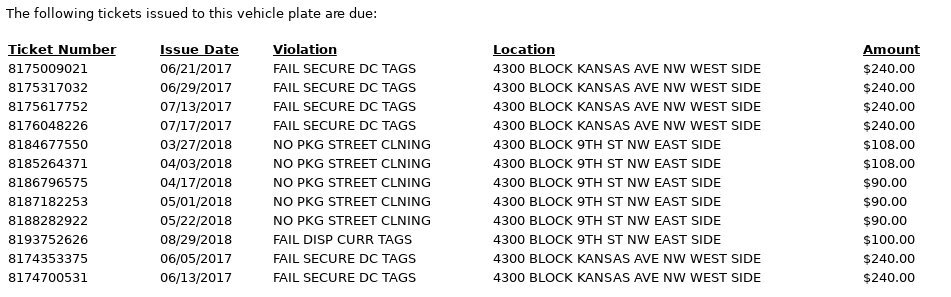 The following tickets issued to this vehicle plate are due:
Ticket Number Issue Date Violation Location Amount
8175009021 06/21/2017 FAIL SECURE DC TAGS 4300 BLOCK KANSAS AVE NW WEST SIDE $240.00
8175317032 06/29/2017 FAIL SECURE DC TAGS 4300 BLOCK KANSAS AVE NW WEST SIDE $240.00
8175617752 07/13/2017 FAIL SECURE DC TAGS 4300 BLOCK KANSAS AVE NW WEST SIDE $240.00
8176048226 07/17/2017 FAIL SECURE DC TAGS 4300 BLOCK KANSAS AVE NW WEST SIDE $240.00
8184677550 03/27/2018 NO PKG STREET CLNING 4300 BLOCK 9TH ST NW EAST SIDE $108.00
8185264371 04/03/2018 NO PKG STREET CLNING 4300 BLOCK 9TH ST NW EAST SIDE $108.00
8186796575 04/17/2018 NO PKG STREET CLNING 4300 BLOCK 9TH ST NW EAST SIDE $90.00
8187182253 05/01/2018 NO PKG STREET CLNING 4300 BLOCK 9TH ST NW EAST SIDE $90.00
8188282922 05/22/2018 NO PKG STREET CLNING 4300 BLOCK 9TH ST NW EAST SIDE $90.00
8193752626 08/29/2018 FAIL DISP CURR TAGS 4300 BLOCK 9TH ST NW EAST SIDE $100.00
8174353375 06/05/2017 FAIL SECURE DC TAGS 4300 BLOCK KANSAS AVE NW WEST SIDE $240.00
8174700531 06/13/2017 FAIL SECURE DC TAGS 4300 BLOCK KANSAS AVE NW WEST SIDE $240.00